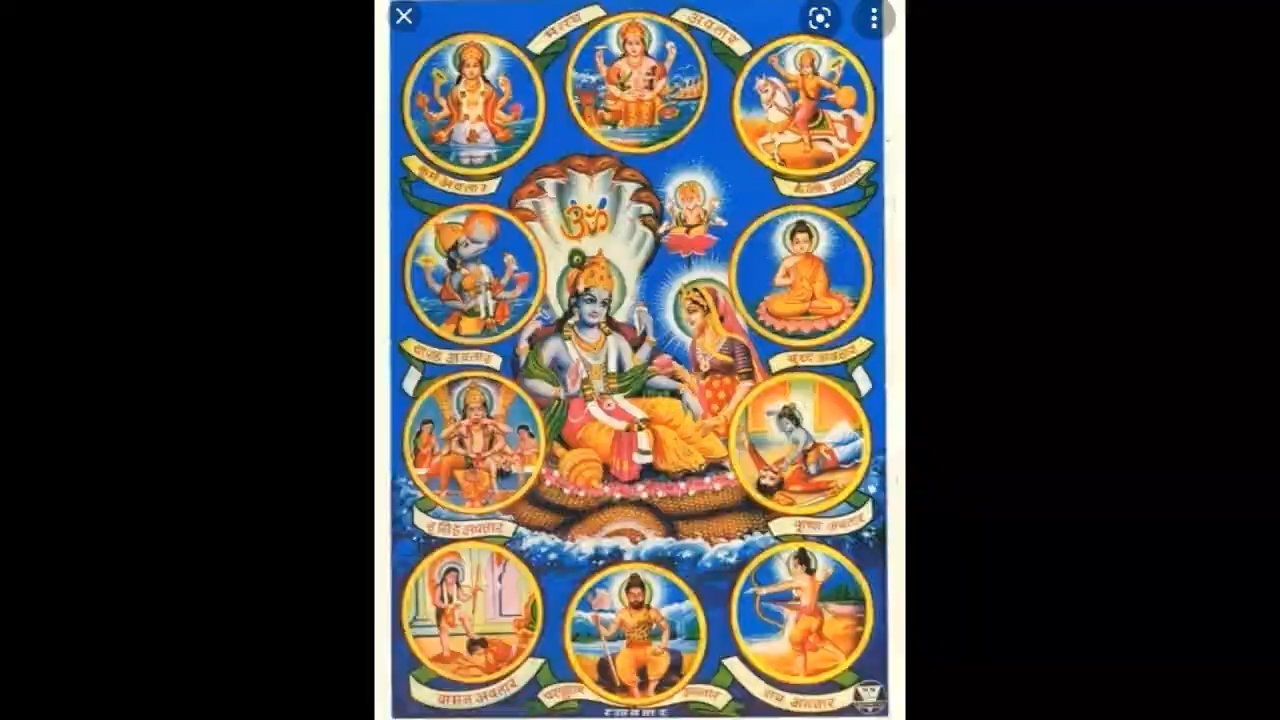 मत्स्य अवतार
कूर्म अवतार
कल्कि अवतार
ॐ
वराह अवतार
बुध्द अवतार
नृसिंह अवतार
कृष्ण अवतार
वामन अवतार
परशुराम अवतार
राम अवतार